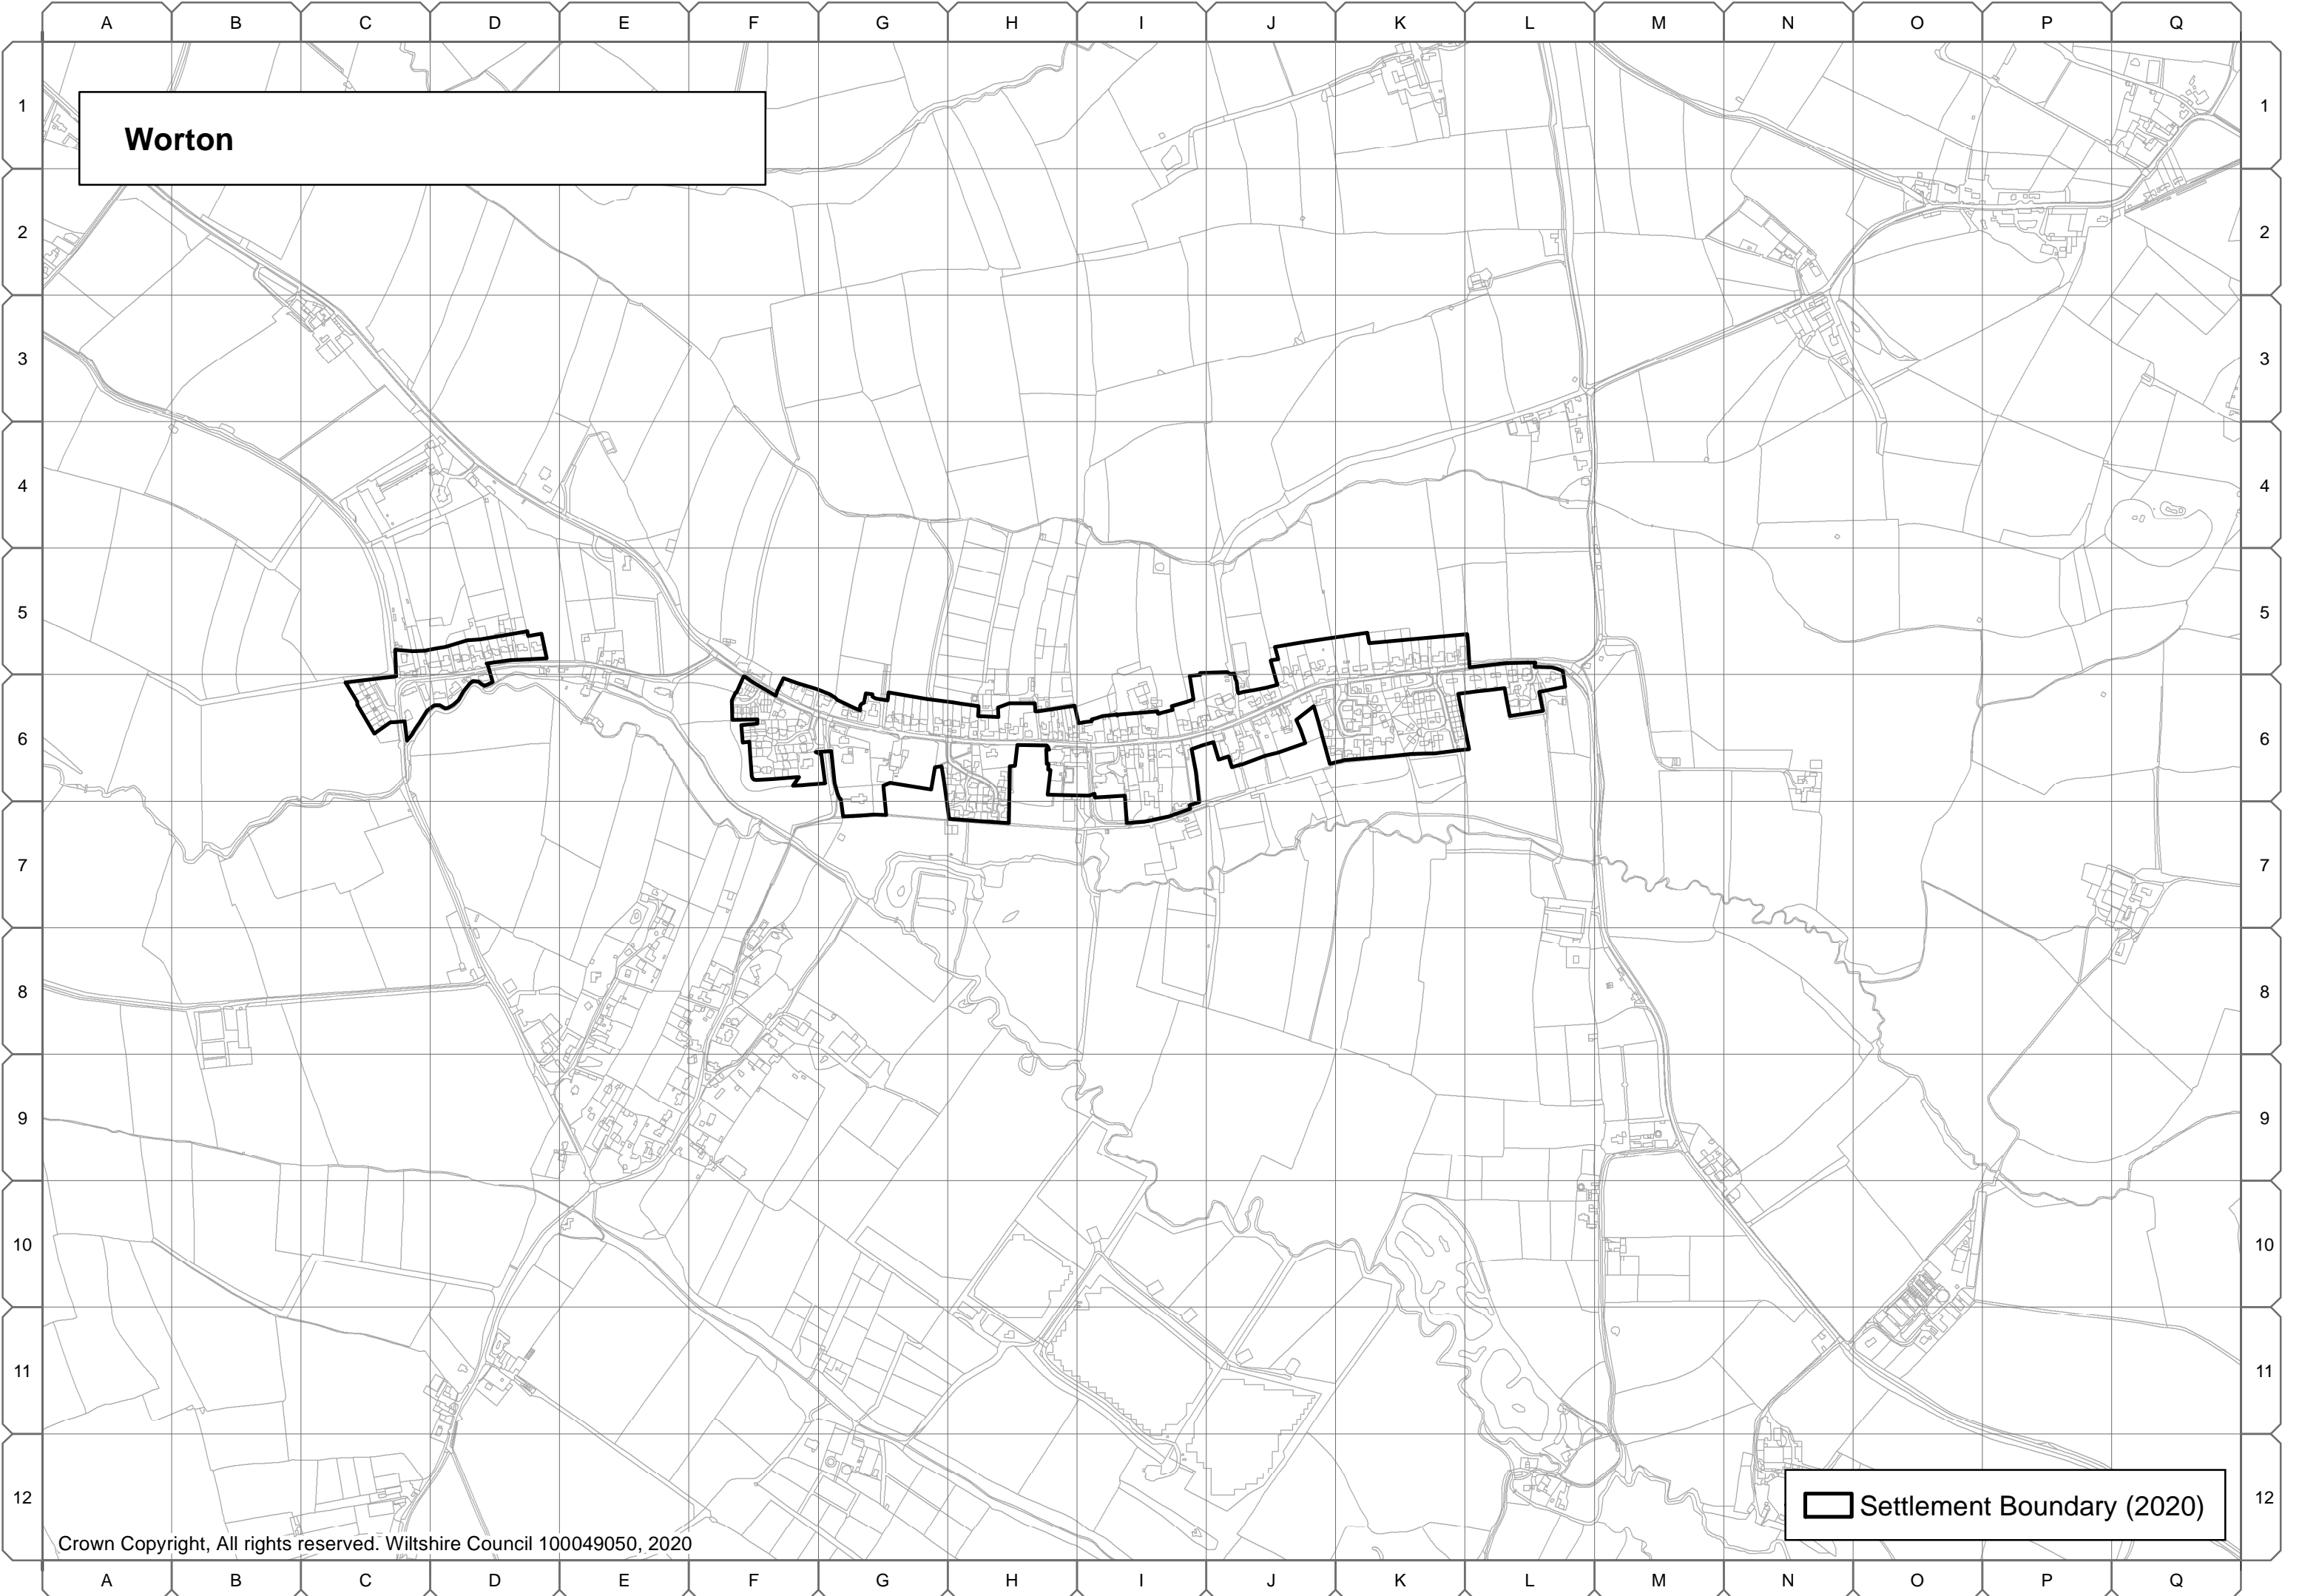 A B C D E F G H I J K L M N O P Q
1 1
Worton
2 2
3 3
4 4
5 5
6 6
7 7
8 8
9 9
10 10
11 11
12 12
Settlement Boundary (2020)
Crown Copyright, All rights reserved. Wiltshire Council 100049050, 2020
A B C D E F G H I J K L M N O P Q